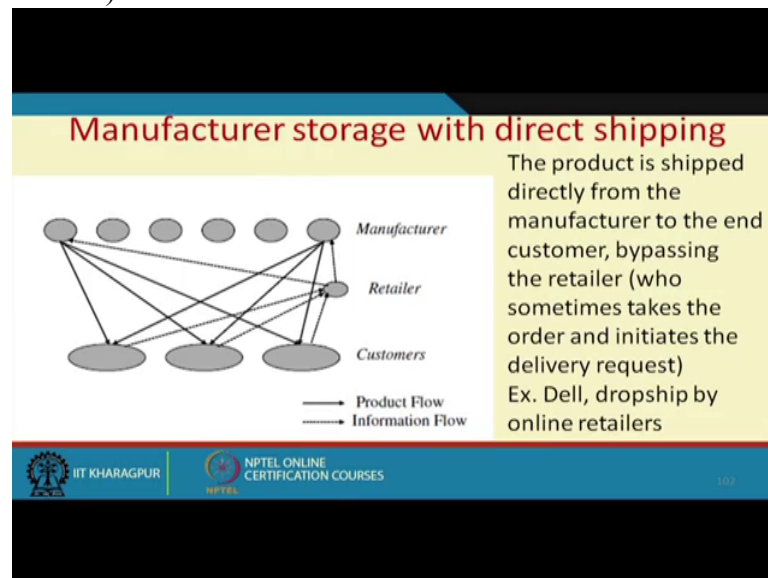 Manufacturer storage with direct shipping
The product is shipped
directly from the
manufacturer to the end
customer, bypassing
the retailer (who
sometimes takes the
order and initiates the
delivery request)
Ex. Dell, dropship by
online retailers
Manufacturer
Retailer
Customers
Product Flow
Information Flow
IIT KHARAGPUR
NPTEL
NPTEL ONLINE
CERTIFICATION COURSES
102